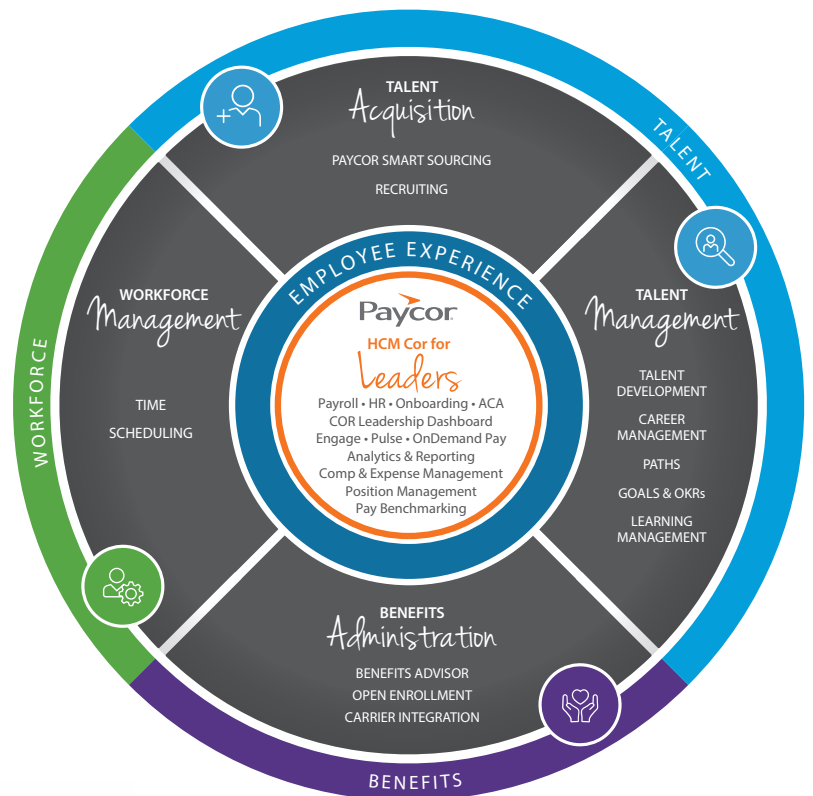 TALENT
Acquisition
PAYCOR SMART SOURCING
RECRUITING
TALENT
WORKFORCE
Management
TIME
SCHEDULING
WORKFORCE
EMPLOYEE EXPERIENCE
Paycor
HCM Cor for
Leaders
Payroll • HR • Onboarding • ACA
COR Leadership Dashboard
Engage • Pulse • OnDemand Pay
Analytics & Reporting
Comp & Expense Management
Position Management
Pay Benchmarking
TALENT
Management
TALENT
DEVELOPMENT
CAREER
MANAGEMENT
PATHS
GOALS & OKRs
LEARNING
MANAGEMENT
BENEFITS
Administration
BENEFITS ADVISOR
OPEN ENROLLMENT
CARRIER INTEGRATION
BENEFITS